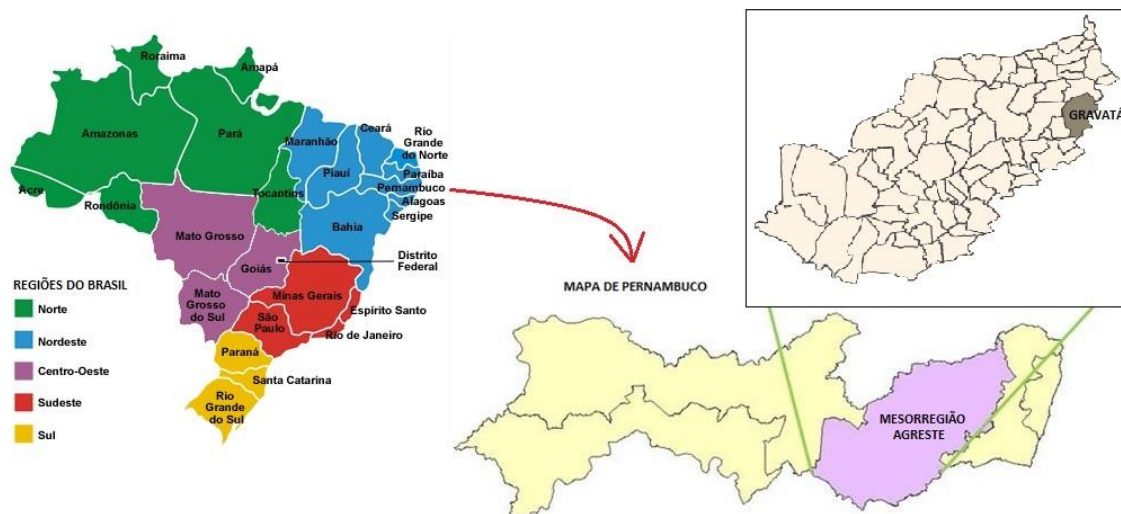 Roraima
Amapá
Amazonas
Pará
Maranhão
Ceará
Rio
Grande
do Norte
Piauí
Paraíba
Pernambuco
Alagoas
Sergipe
Acre
Rondônia
Tocantins
Bahia
Mato Grosso
Distrito
Federal
Goiás
Mato
Grosso
do Sul
Minas Gerais
Espírito Santo
São
Paulo
Rio de Janeiro
Paraná
Santa Catarina
Rio
Grande
do Sul
REGIÕES DO BRASIL
Norte
Nordeste
Centro-Oeste
Sudeste
Sul
GRAVATÁ
MAPA DE PERNAMBUCO
MESORREGIÃO
AGRESTE